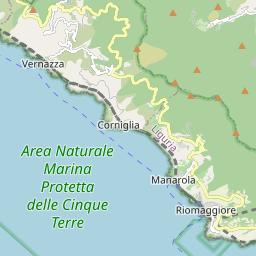 Vernazza
Corniglia
Liguria
Area Naturale
Marina
Protetta
delle Cinque
Terre
Manarola
Riomaggiore